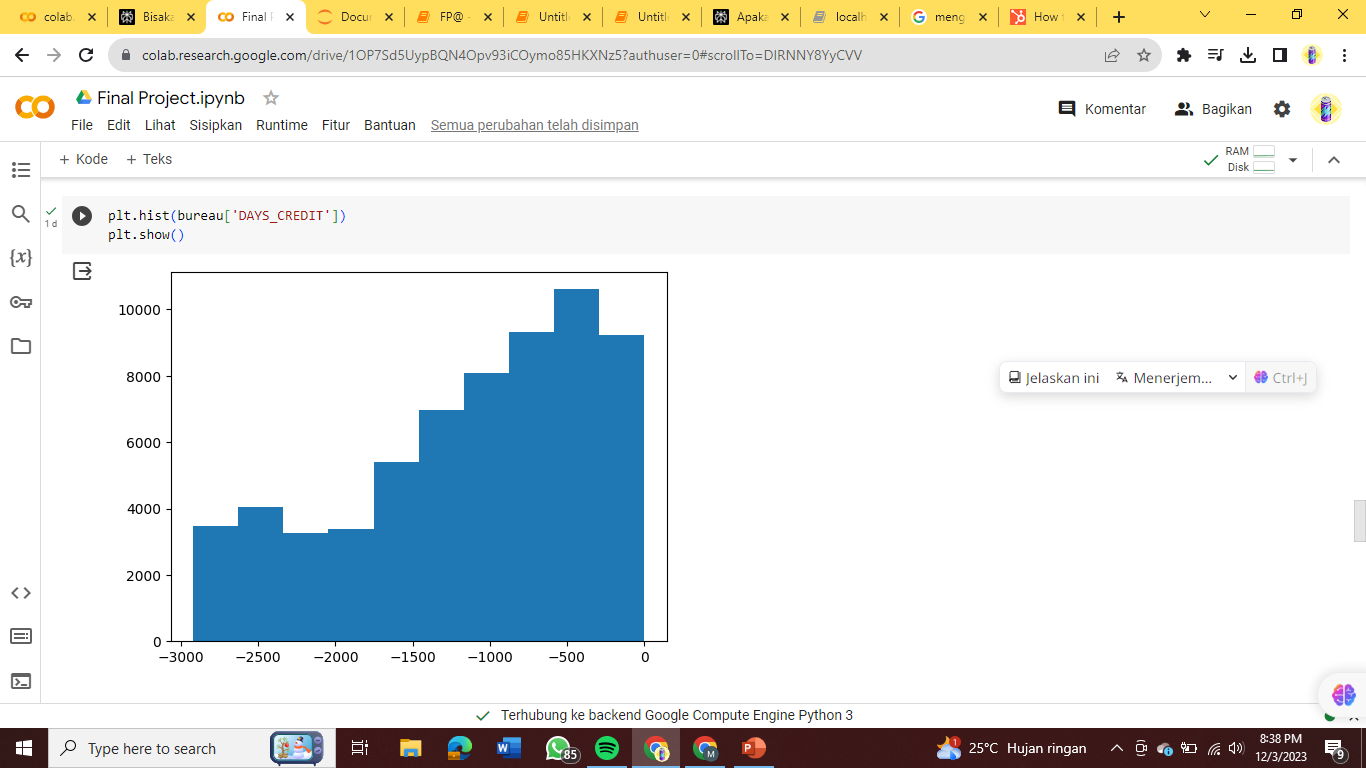 colab.
Bisaka
Final F
Docur
FP@ -
Untitl
Untitl
Apaka
localh
meng
How t
colab.research.google.com/drive/1OP7Sd5UypBQN4Opv93iCOymo85HKXNz5?authuser=0#scrollTo=DIRNNY8YyCVV
CO
Final Project.ipynb
Komentar
Bagikan
File Edit Lihat Sisipkan Runtime Fitur Bantuan Semua perubahan telah disimpan
+ Kode + Teks
RAM
Disk
1 d
plt.hist(bureau['DAYS_CREDIT'])
plt.show()
{x}
10000
8000
6000
4000
2000
0
−3000 −2500 −2000 −1500 −1000 −500 0
Jelaskan ini Menerjem... Ctrl+J
Terhubung ke backend Google Compute Engine Python 3
Type here to search
85
M
1
25°C Hujan ringan
8:38 PM
12/3/2023
9